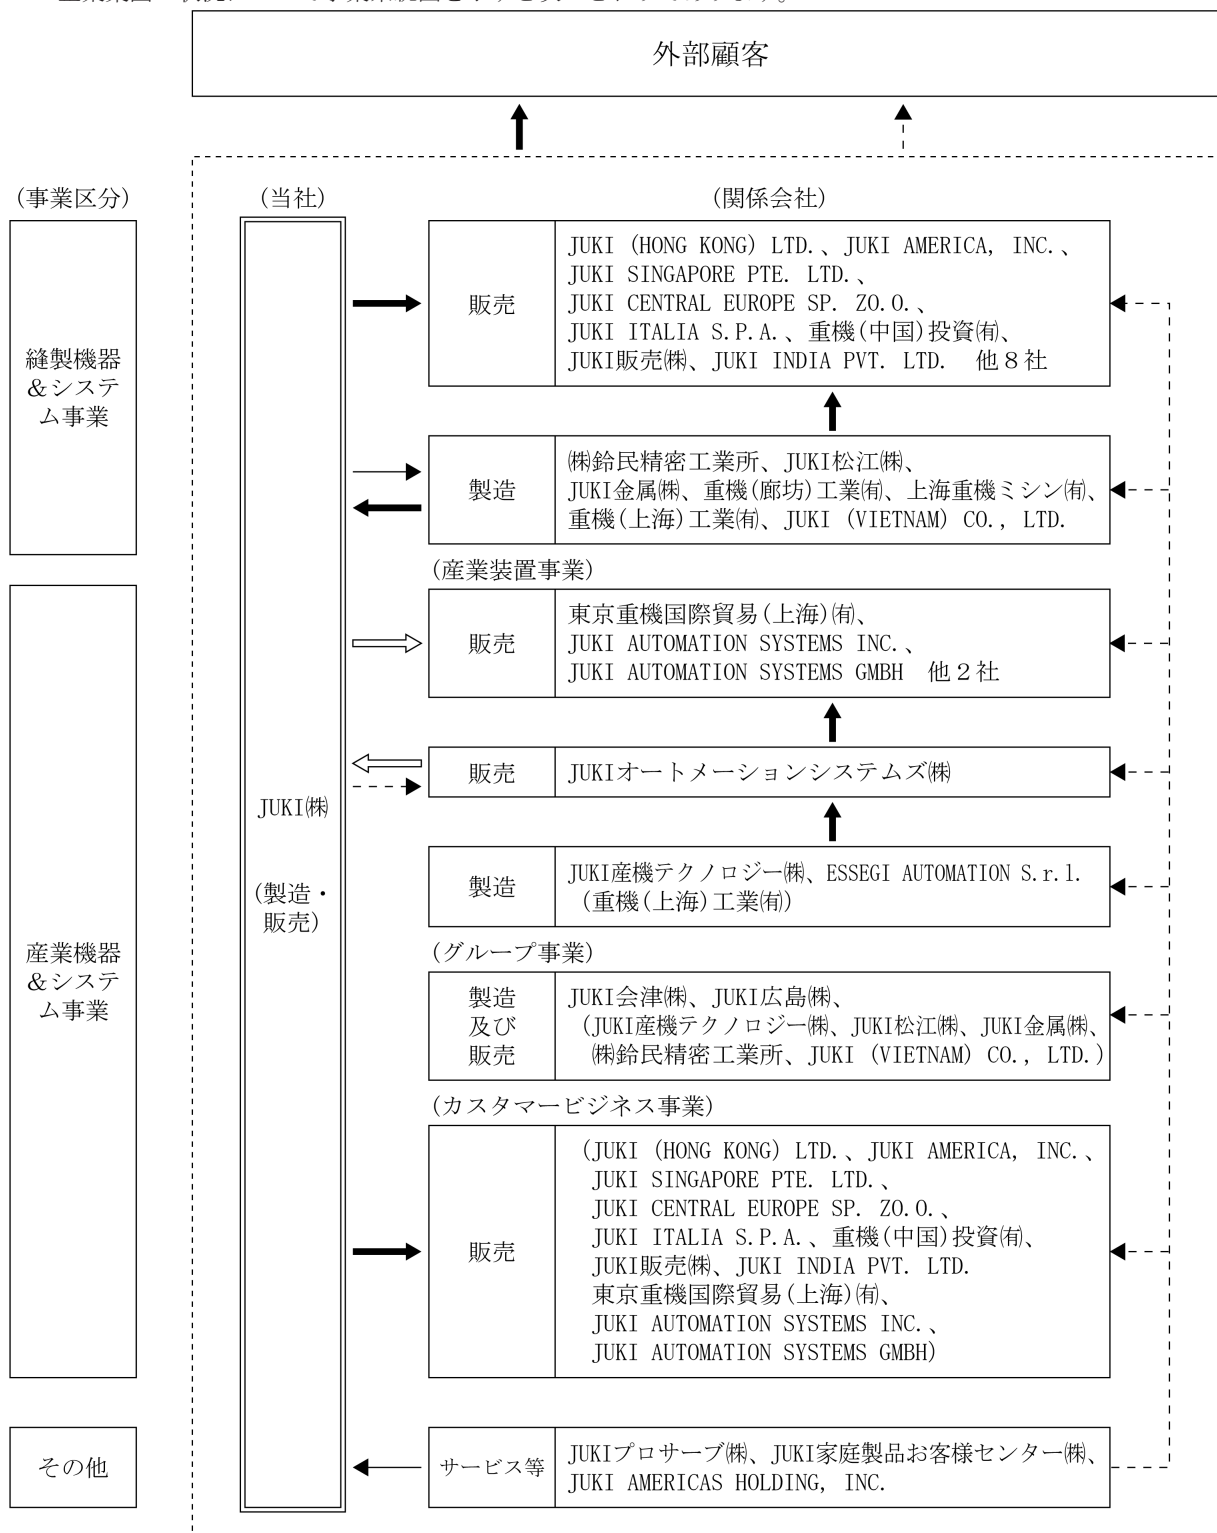 外部顧客
(事業区分)
(当社)
(関係会社)
縫製機器
＆システ
ム事業
販売
JUKI (HONG KONG) LTD.、JUKI AMERICA, INC.、
JUKI SINGAPORE PTE. LTD.、
JUKI CENTRAL EUROPE SP. ZO.O.、
JUKI ITALIA S.P.A.、重機(中国)投資㈲、
JUKI販売㈱、JUKI INDIA PVT. LTD.　他８社
製造
㈱鈴民精密工業所、JUKI松江㈱、
JUKI金属㈱、重機(廊坊)工業㈲、上海重機ミシン㈲、
重機(上海)工業㈲、JUKI (VIETNAM) CO., LTD.
JUKI㈱
(製造・
販売)
産業機器
＆システ
ム事業
(産業装置事業)
販売
東京重機国際貿易(上海)㈲、
JUKI AUTOMATION SYSTEMS INC.、
JUKI AUTOMATION SYSTEMS GMBH　他２社
販売
JUKIオートメーションシステムズ㈱
製造
JUKI産機テクノロジー㈱、ESSEGI AUTOMATION S.r.l.
(重機(上海)工業㈲)
(グループ事業)
製造
及び
販売
JUKI会津㈱、JUKI広島㈱、
(JUKI産機テクノロジー㈱、JUKI松江㈱、JUKI金属㈱、
㈱鈴民精密工業所、JUKI (VIETNAM) CO., LTD.)
(カスタマービジネス事業)
販売
(JUKI (HONG KONG) LTD.、JUKI AMERICA, INC.、
JUKI SINGAPORE PTE. LTD.、
JUKI CENTRAL EUROPE SP. ZO.O.、
JUKI ITALIA S.P.A.、重機(中国)投資㈲、
JUKI販売㈱、JUKI INDIA PVT. LTD.
東京重機国際貿易(上海)㈲、
JUKI AUTOMATION SYSTEMS INC.、
JUKI AUTOMATION SYSTEMS GMBH)
その他
サービス等
JUKIプロサーブ㈱、JUKI家庭製品お客様センター㈱、
JUKI AMERICAS HOLDING, INC.